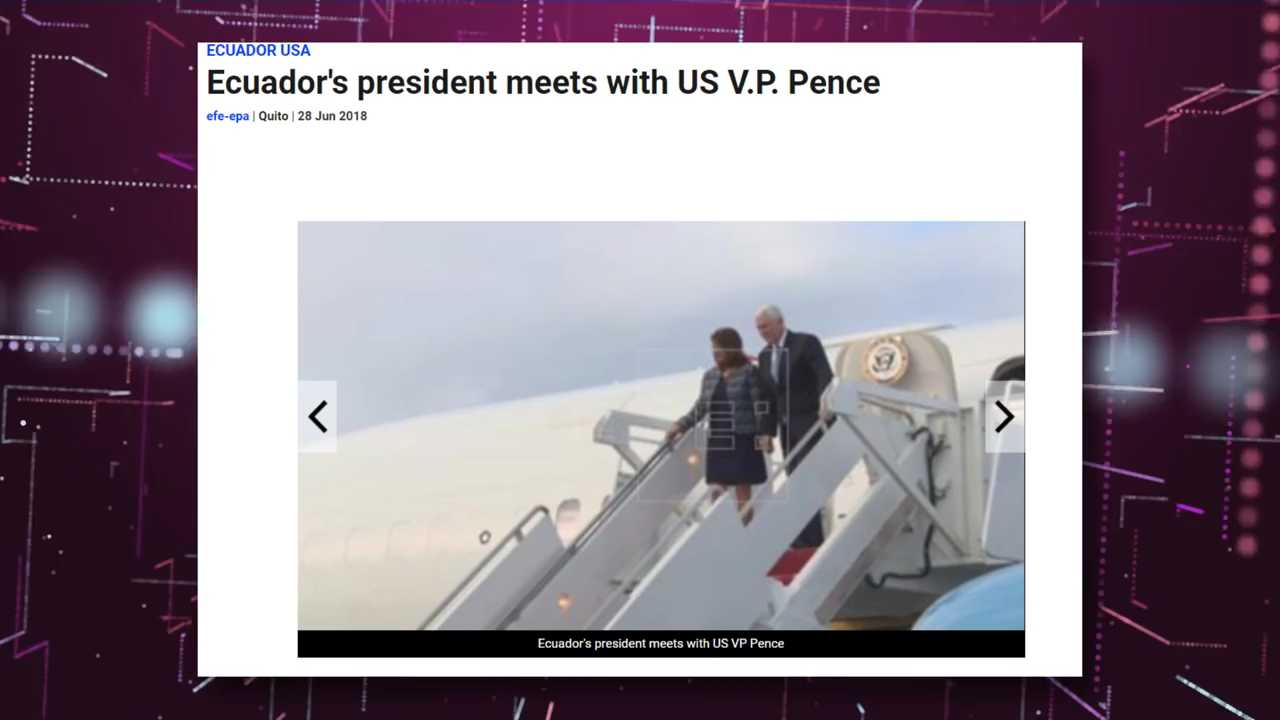 ECUADOR USA
Ecuador's president meets with US V.P. Pence
efe-epa | Quito | 28 Jun 2018
Ecuador's president meets with US VP Pence